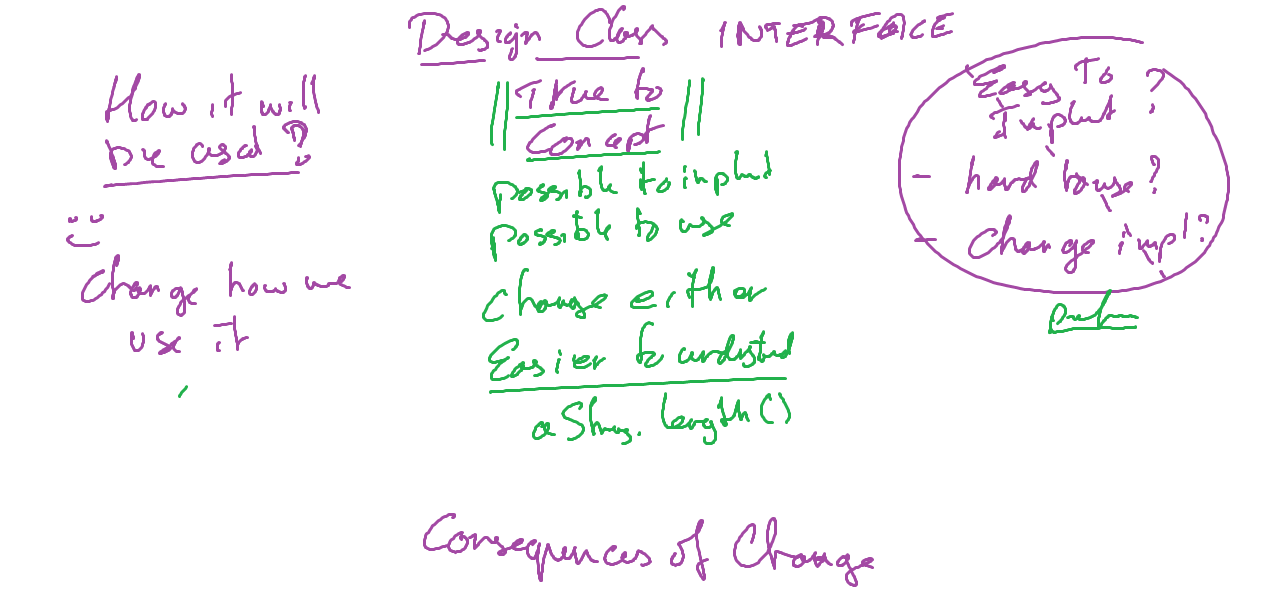 Design Class INTERFACE
How it will
be used?
Change how we
use it
True to
Concept
possible to implmt
possible to use
Change either
Easier to understand
aString.length()
Easy To
Implmt ?
- hard to use?
- Change impl?
Consequences of Change